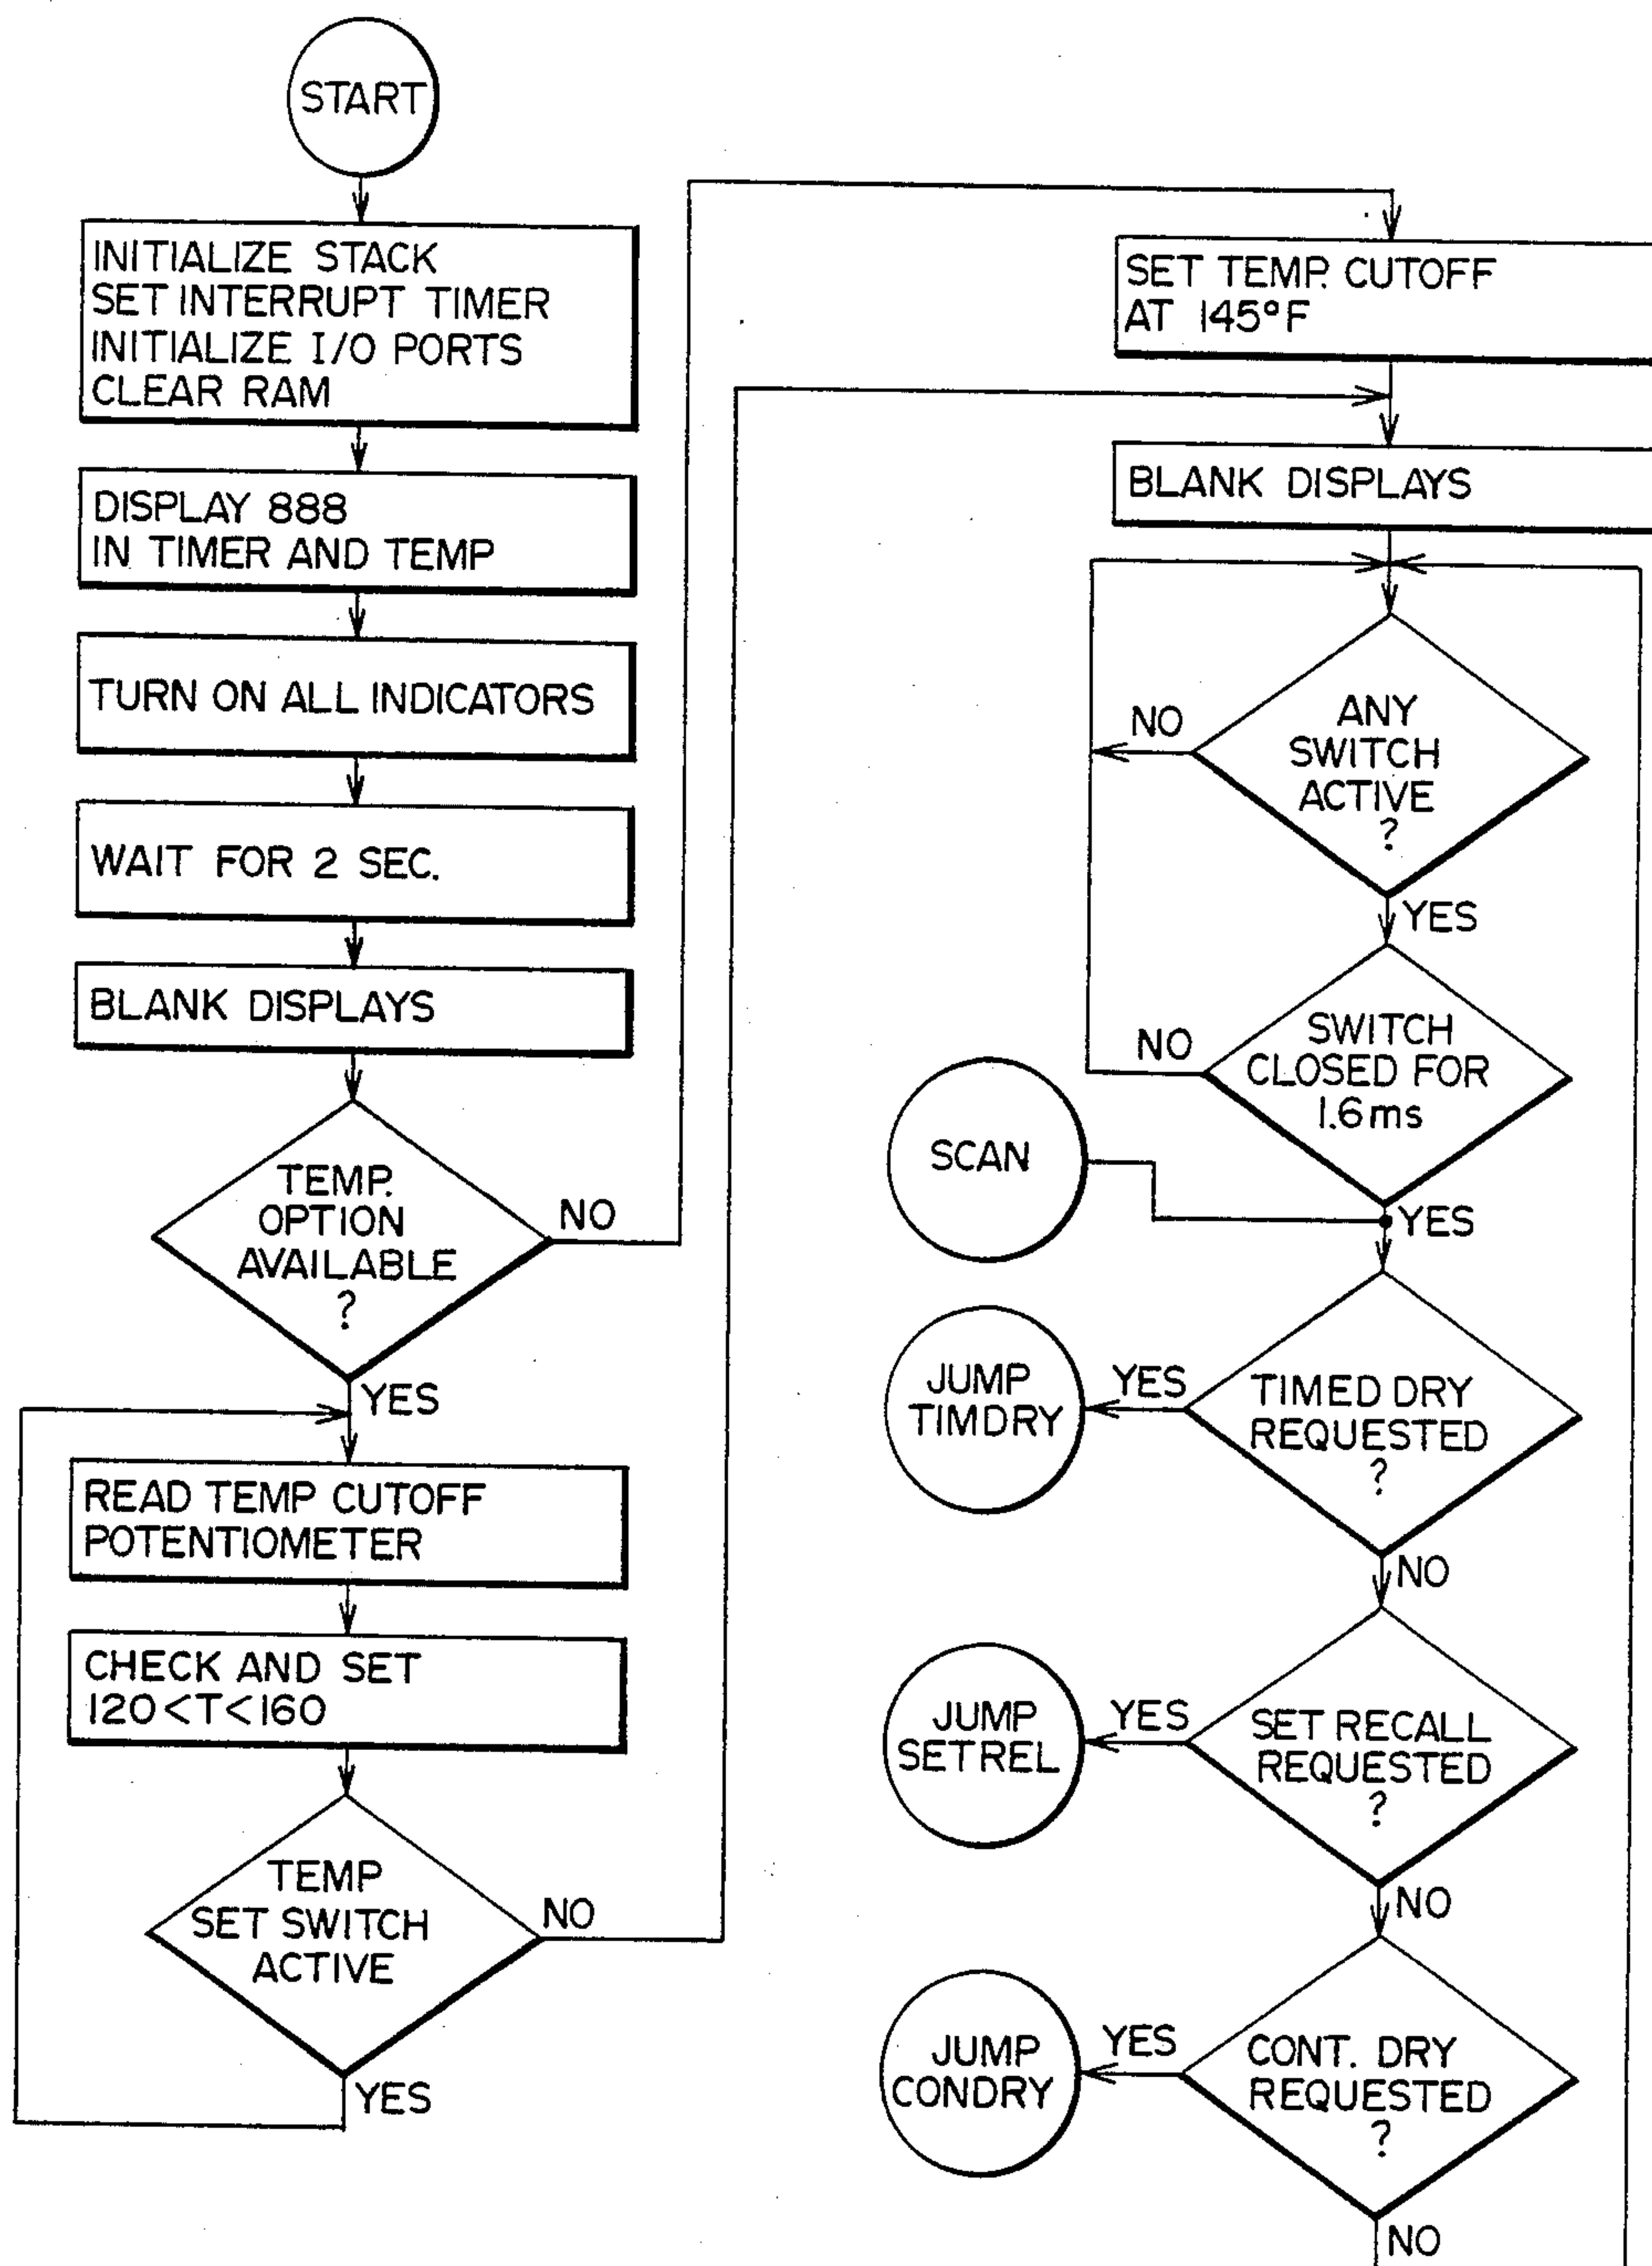 START
INITIALIZE STACK
SET INTERRUPT TIMER
INITIALIZE I/O PORTS
CLEAR RAM
DISPLAY 888
IN TIMER AND TEMP
TURN ON ALL INDICATORS
WAIT FOR 2 SEC.
BLANK DISPLAYS
TEMP.
OPTION
AVAILABLE
?
NO
YES
READ TEMP CUTOFF
POTENTIOMETER
CHECK AND SET
120<T<160
TEMP
SET SWITCH
ACTIVE
NO
YES
SET TEMP. CUTOFF
AT 145°F
BLANK DISPLAYS
ANY
SWITCH
ACTIVE
?
NO
YES
SWITCH
CLOSED FOR
1.6ms
NO
YES
SCAN
TIMED DRY
REQUESTED
?
YES
JUMP
TIMDRY
NO
SET RECALL
REQUESTED
?
YES
JUMP
SETREL
NO
CONT. DRY
REQUESTED
?
YES
JUMP
CONDRY
NO